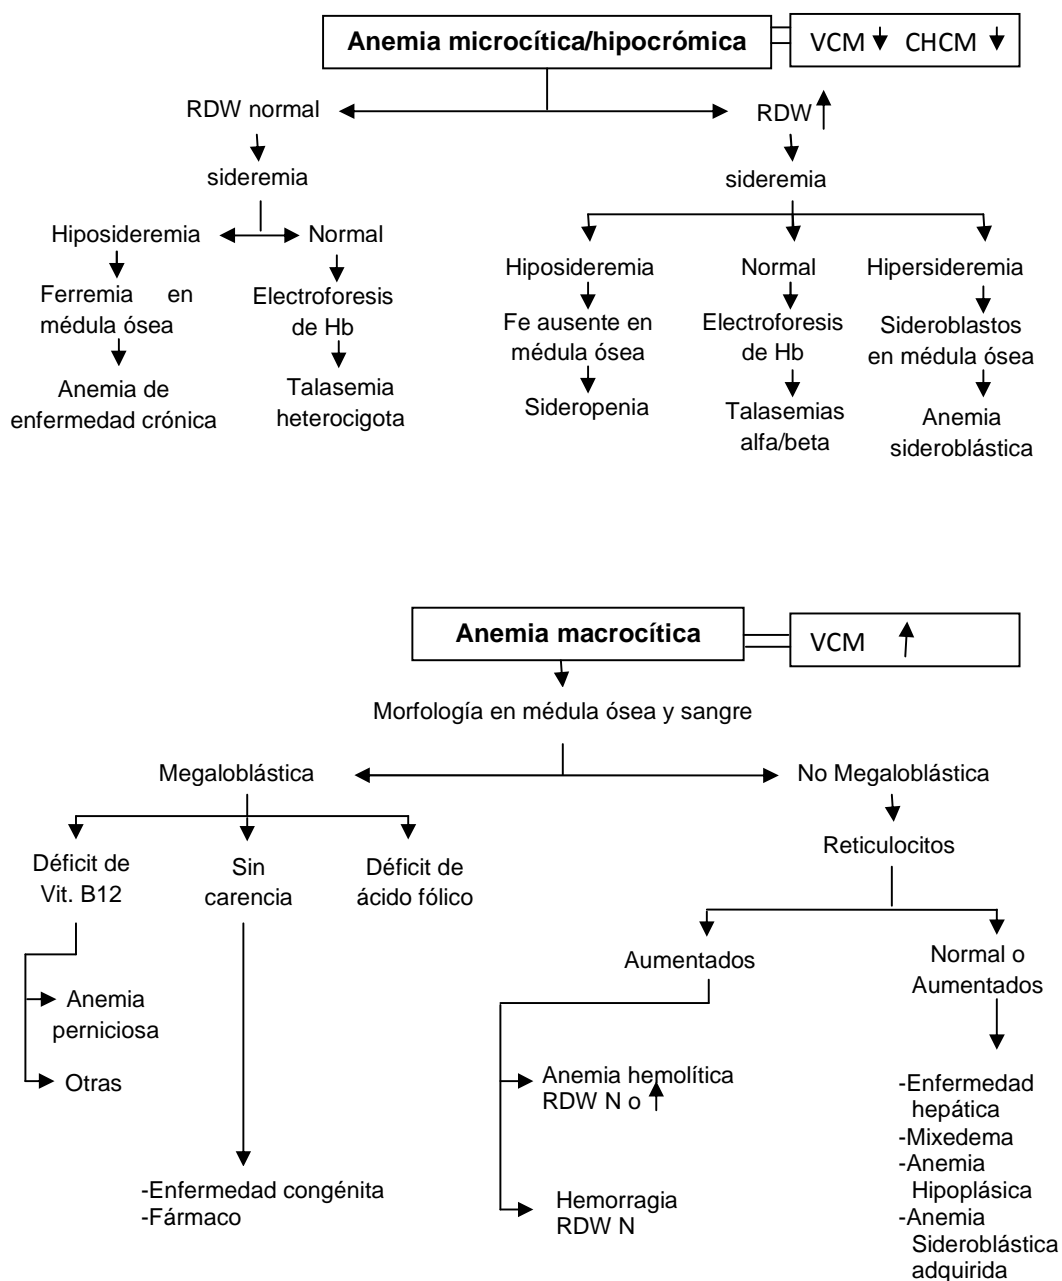 Anemia microcítica/hipocrómica
VCM CHCM
RDW normal
RDW
sideremia
sideremia
Hiposideremia
Normal
Ferremia en
médula ósea
Electroforesis
de Hb
Anemia de
enfermedad crónica
Talasemia
heterocigota
Hiposideremia
Normal
Hipersideremia
Fe ausente en
médula ósea
Electroforesis
de Hb
Sideroblastos
en médula ósea
Sideropenia
Talasemias
alfa/beta
Anemia
sideroblástica
Anemia macrocítica
VCM
Morfología en médula ósea y sangre
Megaloblástica
No Megaloblástica
Déficit de
Vit. B12
Sin
carencia
Déficit de
ácido fólico
Reticulocitos
Anemia
perniciosa
Otras
-Enfermedad congénita
-Fármaco
Aumentados
Normal o
Aumentados
Anemia hemolítica
RDW N o
Hemorragia
RDW N
-Enfermedad
hepática
-Mixedema
-Anemia
Hipoplásica
-Anemia
Sideroblástica
adquirida